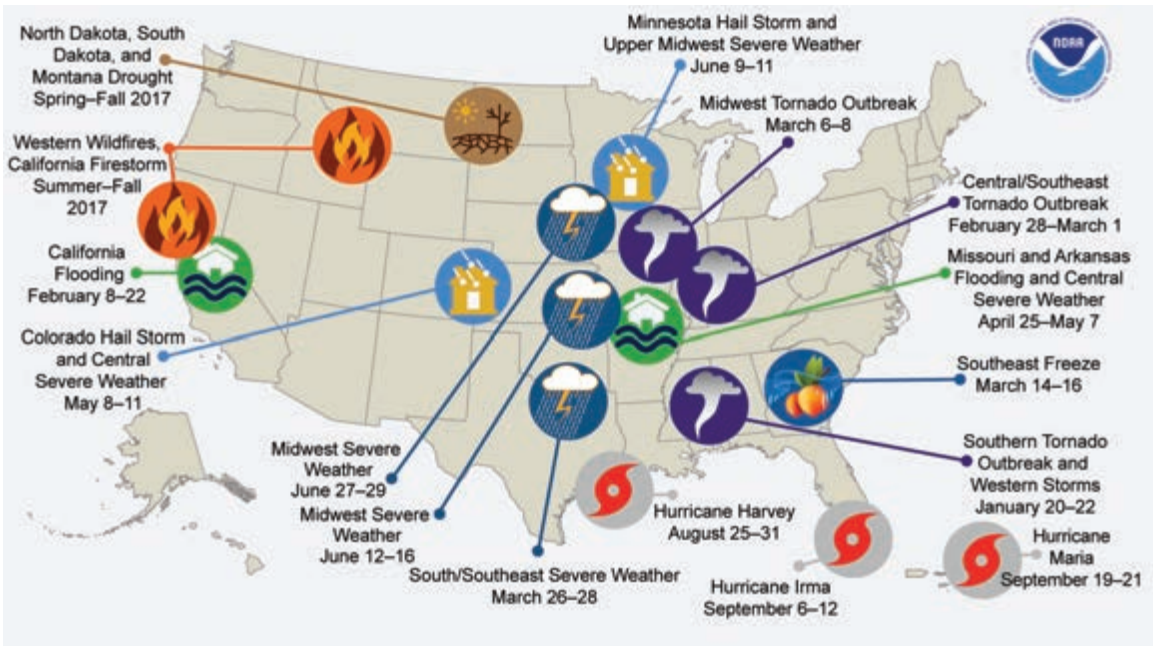 North Dakota, South
Dakota, and
Montana Drought
Spring–Fall 2017
Minnesota Hail Storm and
Upper Midwest Severe Weather
June 9–11
NOAA
Midwest Tornado Outbreak
March 6–8
Western Wildfires,
California Firestorm
Summer–Fall
2017
Central/Southeast
Tornado Outbreak
February 28–March 1
California
Flooding
February 8–22
Missouri and Arkansas
Flooding and Central
Severe Weather
April 25–May 7
Colorado Hail Storm
and Central
Severe Weather
May 8–11
Southeast Freeze
March 14–16
Midwest Severe
Weather
June 27–29
Southern Tornado
Outbreak and
Western Storms
January 20–22
Midwest Severe
Weather
June 12–16
Hurricane Harvey
August 25–31
South/Southeast Severe Weather
March 26–28
Hurricane Irma
September 6–12
Hurricane
Maria
September 19–21